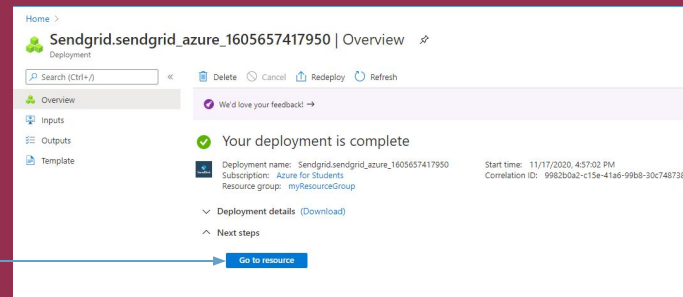 Home >
Sendgrid.sendgrid_azure_1605657417950 | Overview
Deployment
Search (Ctrl+/)
«
Delete Cancel Redeploy Refresh
Overview
We'd love your feedback! →
Inputs
Outputs
Template
Your deployment is complete
Deployment name: Sendgrid.sendgrid_azure_1605657417950 Start time: 11/17/2020, 4:57:02 PM
Subscription: Azure for Students Correlation ID: 9982b0a2-c15e-41a6-99b8-30c748738
Resource group: myResourceGroup
Deployment details (Download)
Next steps
Go to resource